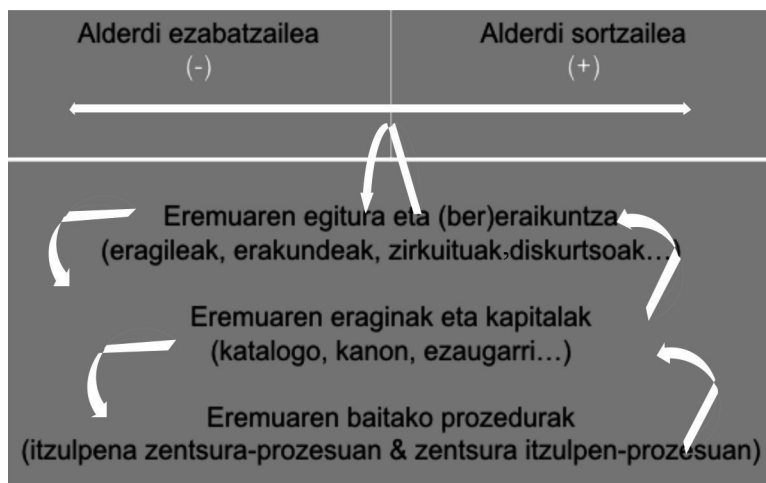 Alderdi ezabatzailea
(-)
Alderdi sortzailea
(+)
Eremuaren egitura eta (ber)eraikuntza
(eragileak, erakundeak, zirkuituak,diskurtsoak…)
Eremuaren eraginak eta kapitalak
(katalogo, kanon, ezaugarri…)
Eremuaren baitako prozedurak
(itzulpena zentsura-prozesuan & zentsura itzulpen-prozesuan)